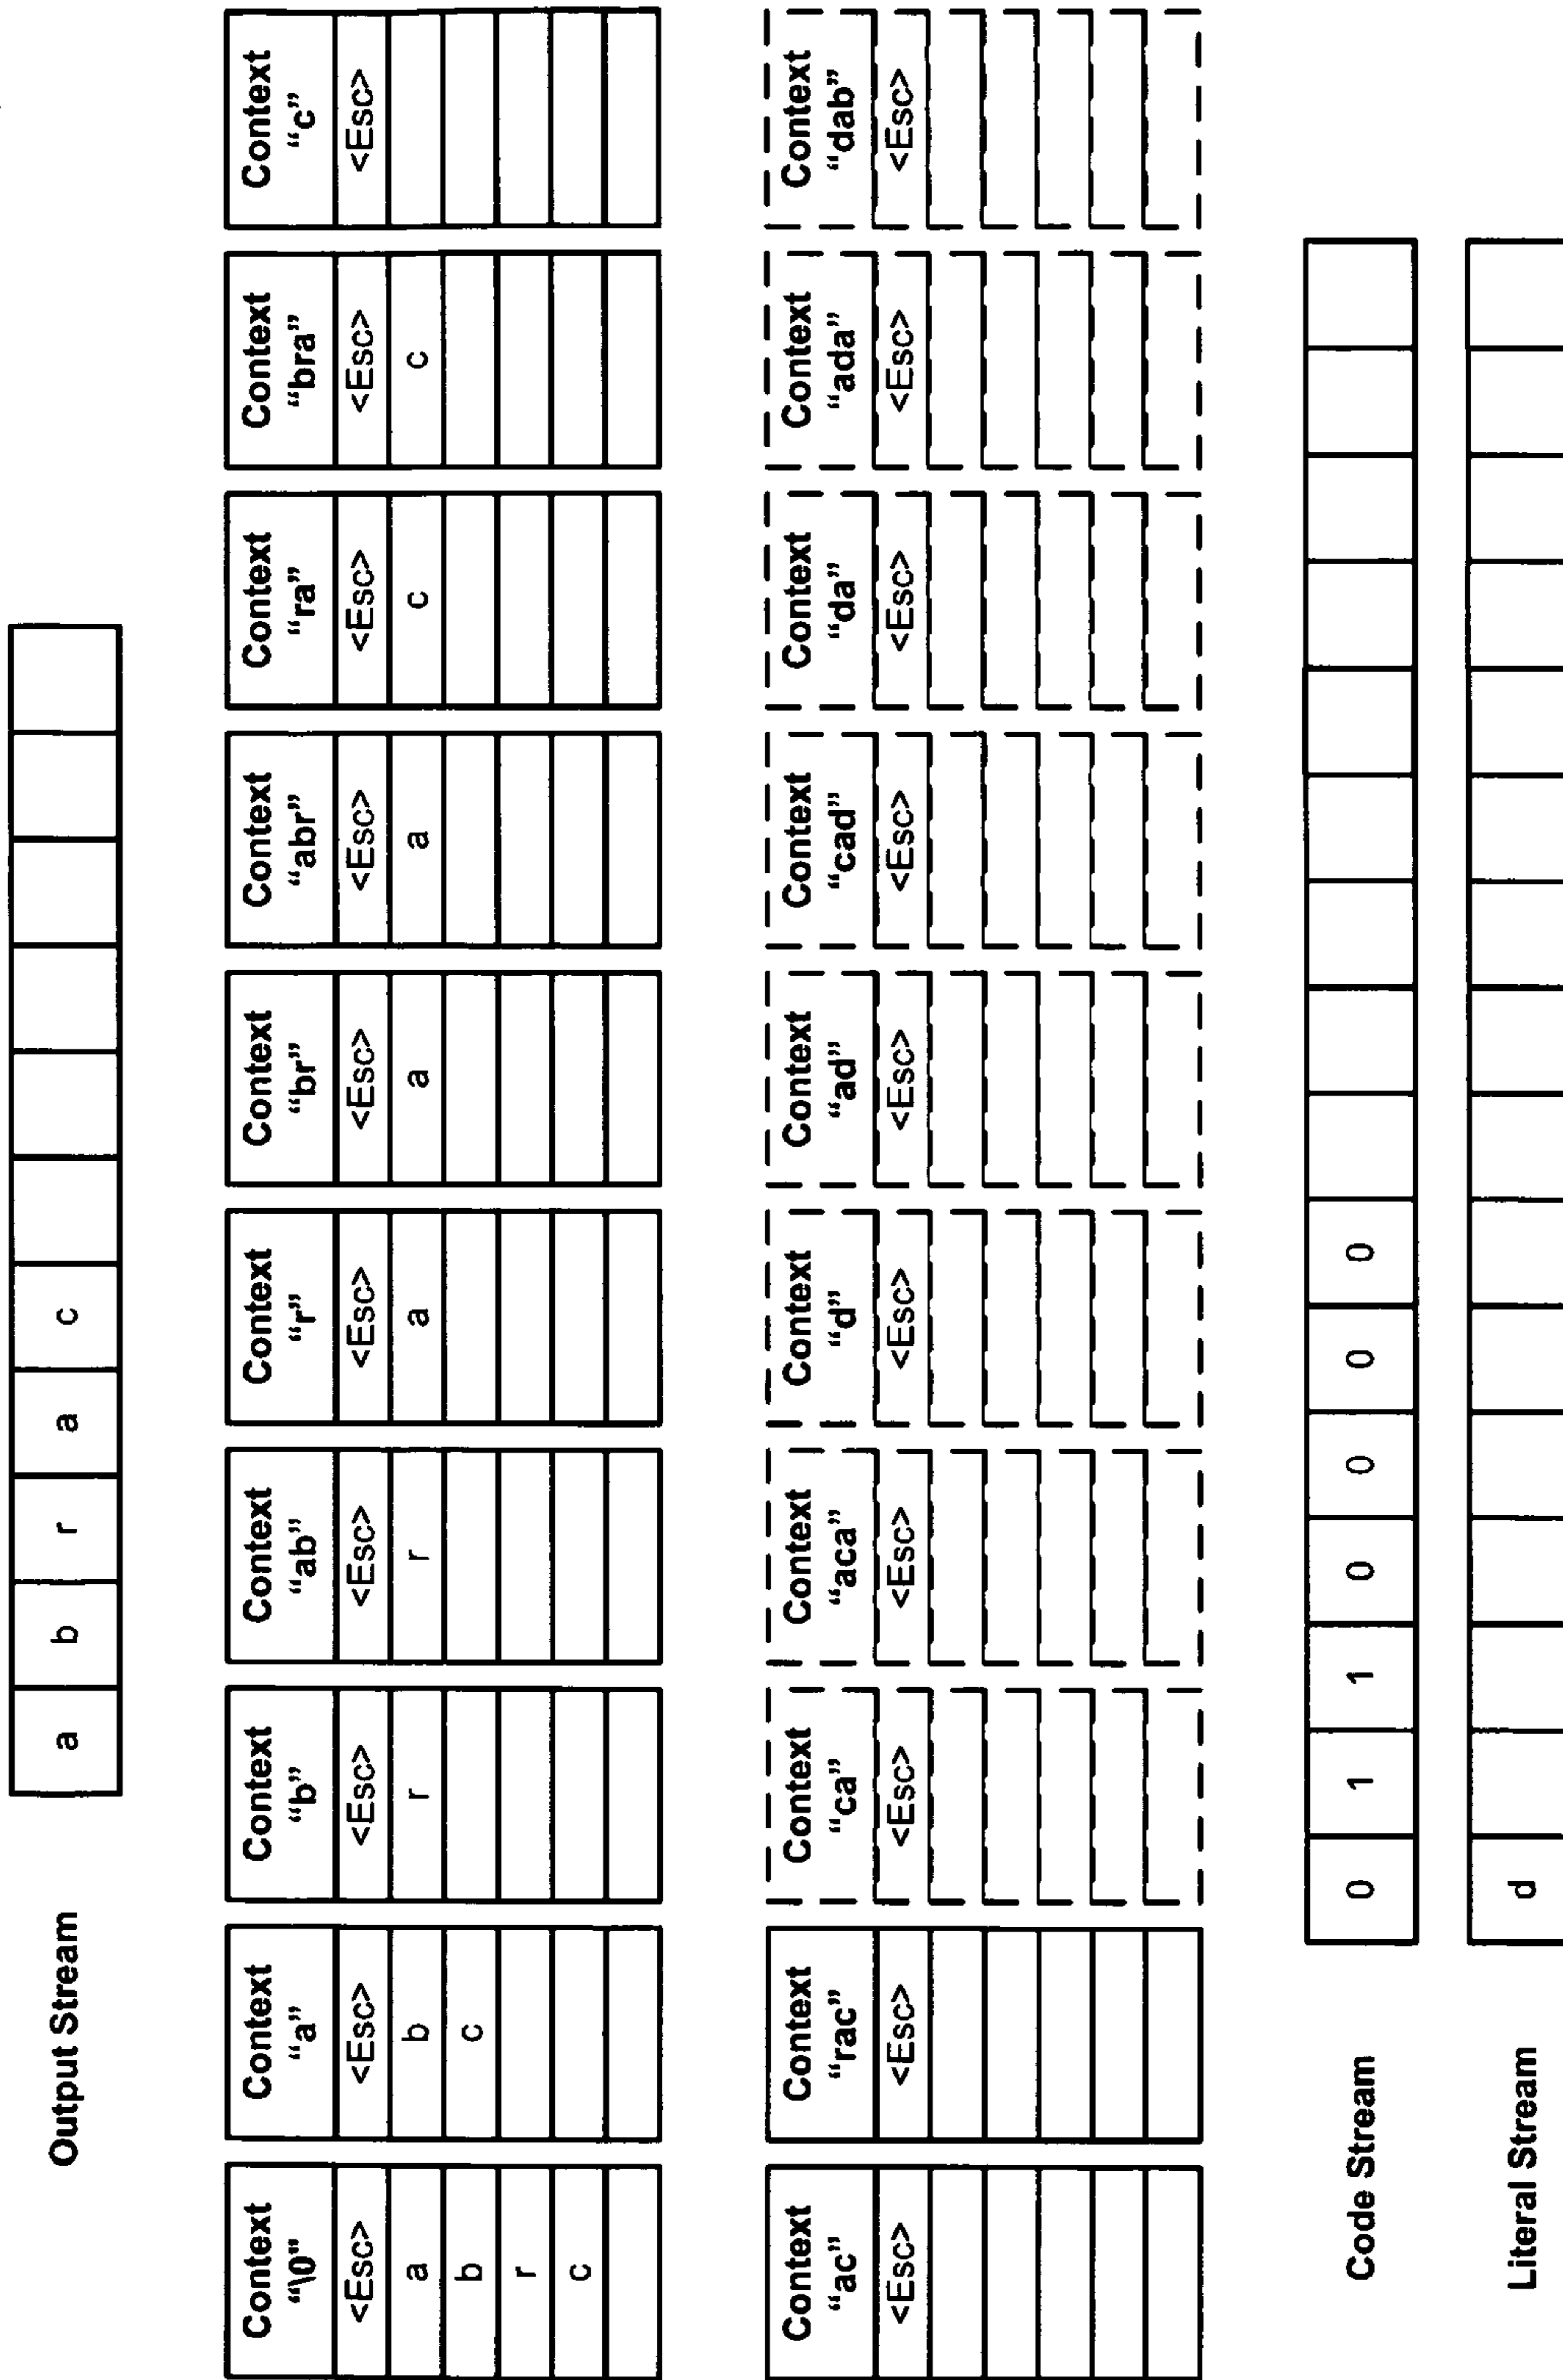 Output Stream
a b r a c
Context Context Context Context Context Context Context Context Context Context
"\0" "a" "b" "ab" "r" "br" "abr" "ra" "bra" "c"
<Esc> <Esc> <Esc> <Esc> <Esc> <Esc> <Esc> <Esc> <Esc> <Esc>
a b r r a a a c c
b c
r
c
Context Context Context Context Context Context Context Context Context Context
"ac" "rac" "ca" "aca" "d" "ad" "cad" "da" "ada" "dab"
<Esc> <Esc> <Esc> <Esc> <Esc> <Esc> <Esc> <Esc> <Esc> <Esc>
Code Stream
0 1 1 0 0 0 0
Literal Stream
d